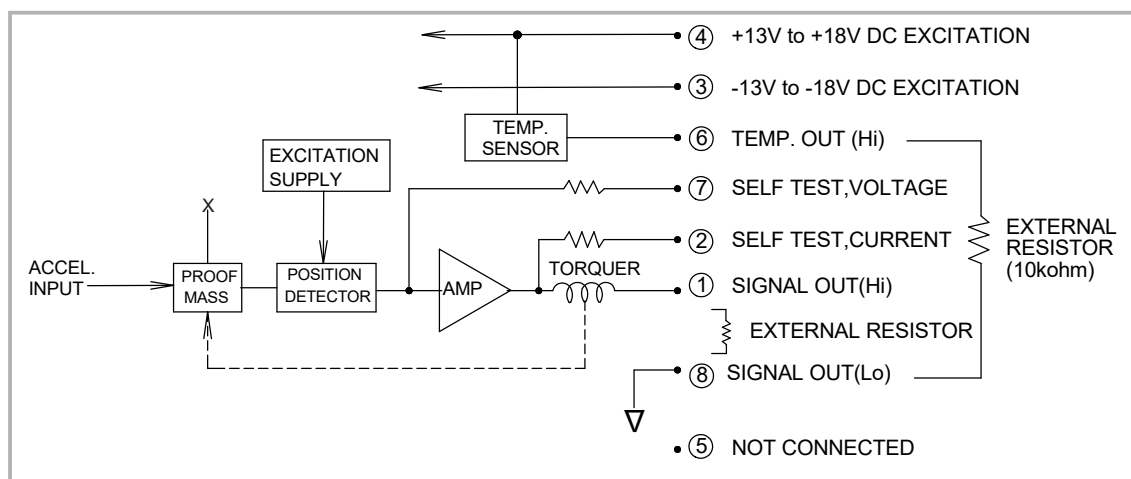 ④ +13V to +18V DC EXCITATION
③ -13V to -18V DC EXCITATION
TEMP.
SENSOR
⑥ TEMP. OUT (Hi)
EXCITATION
SUPPLY
⑦ SELF TEST,VOLTAGE
X
② SELF TEST,CURRENT
EXTERNAL
RESISTOR
(10kohm)
ACCEL.
INPUT
PROOF
MASS
POSITION
DETECTOR
AMP
TORQUER
① SIGNAL OUT(Hi)
EXTERNAL RESISTOR
⑧ SIGNAL OUT(Lo)
⑤ NOT CONNECTED